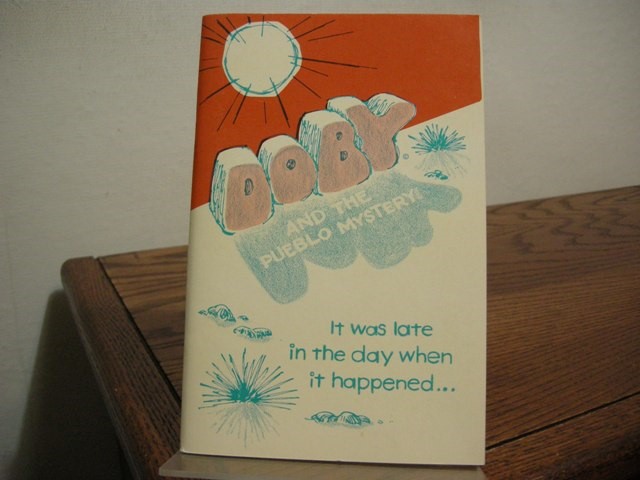 DOBY
AND THE
PUEBLO MYSTERY
It was late
in the day when
it happened...